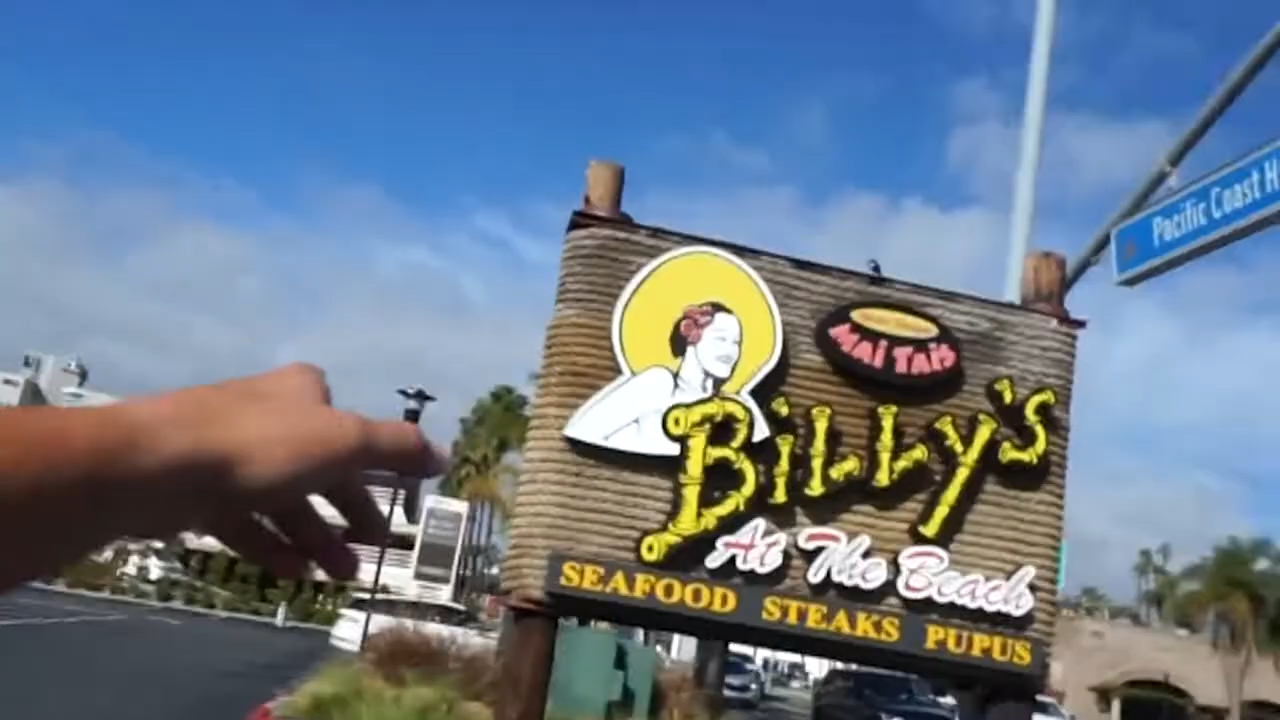 Pacific Coast H
MAI TAIS
BiLLy's
At The Beach
SEAFOOD STEAKS PUPUS